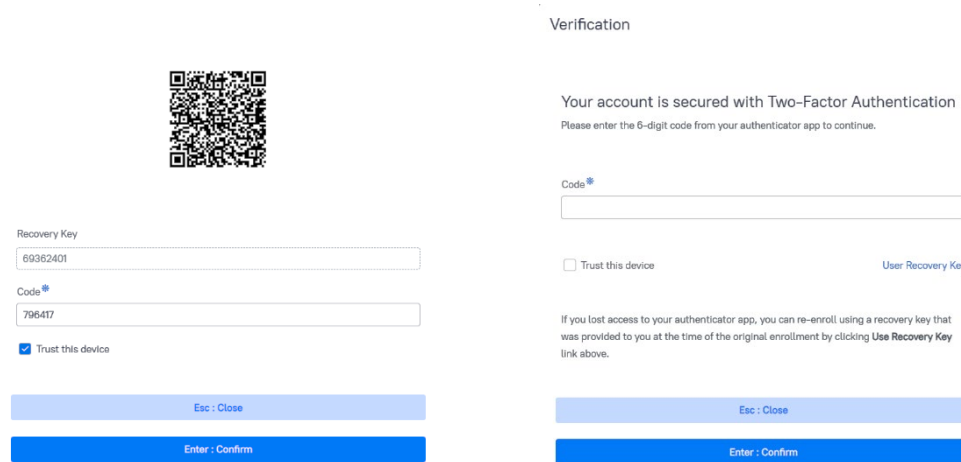 Recovery Key
69362401
Code*
796417
Trust this device
Esc : Close
Enter : Confirm
Verification
Your account is secured with Two-Factor Authentication
Please enter the 6-digit code from your authenticator app to continue.
Code*
Trust this device
User Recovery Ke
If you lost access to your authenticator app, you can re-enroll using a recovery key that
was provided to you at the time of the original enrollment by clicking Use Recovery Key
link above.
Esc : Close
Enter : Confirm